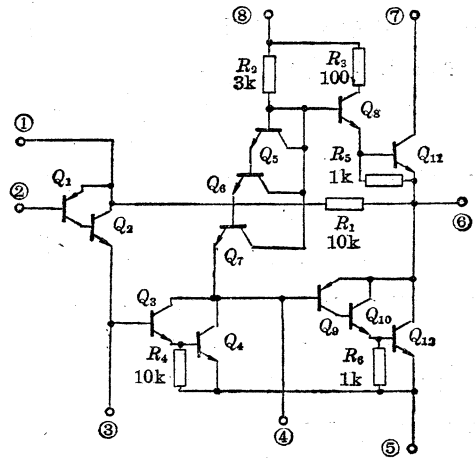 ⑧
⑦
R2
3k
R3
100
Q8
①
Q5
R5
1k
Q11
Q1
Q6
②
Q2
R1
10k
⑥
Q7
Q3
Q9
Q10
R4
10k
Q4
R6
1k
Q12
③
④
⑤